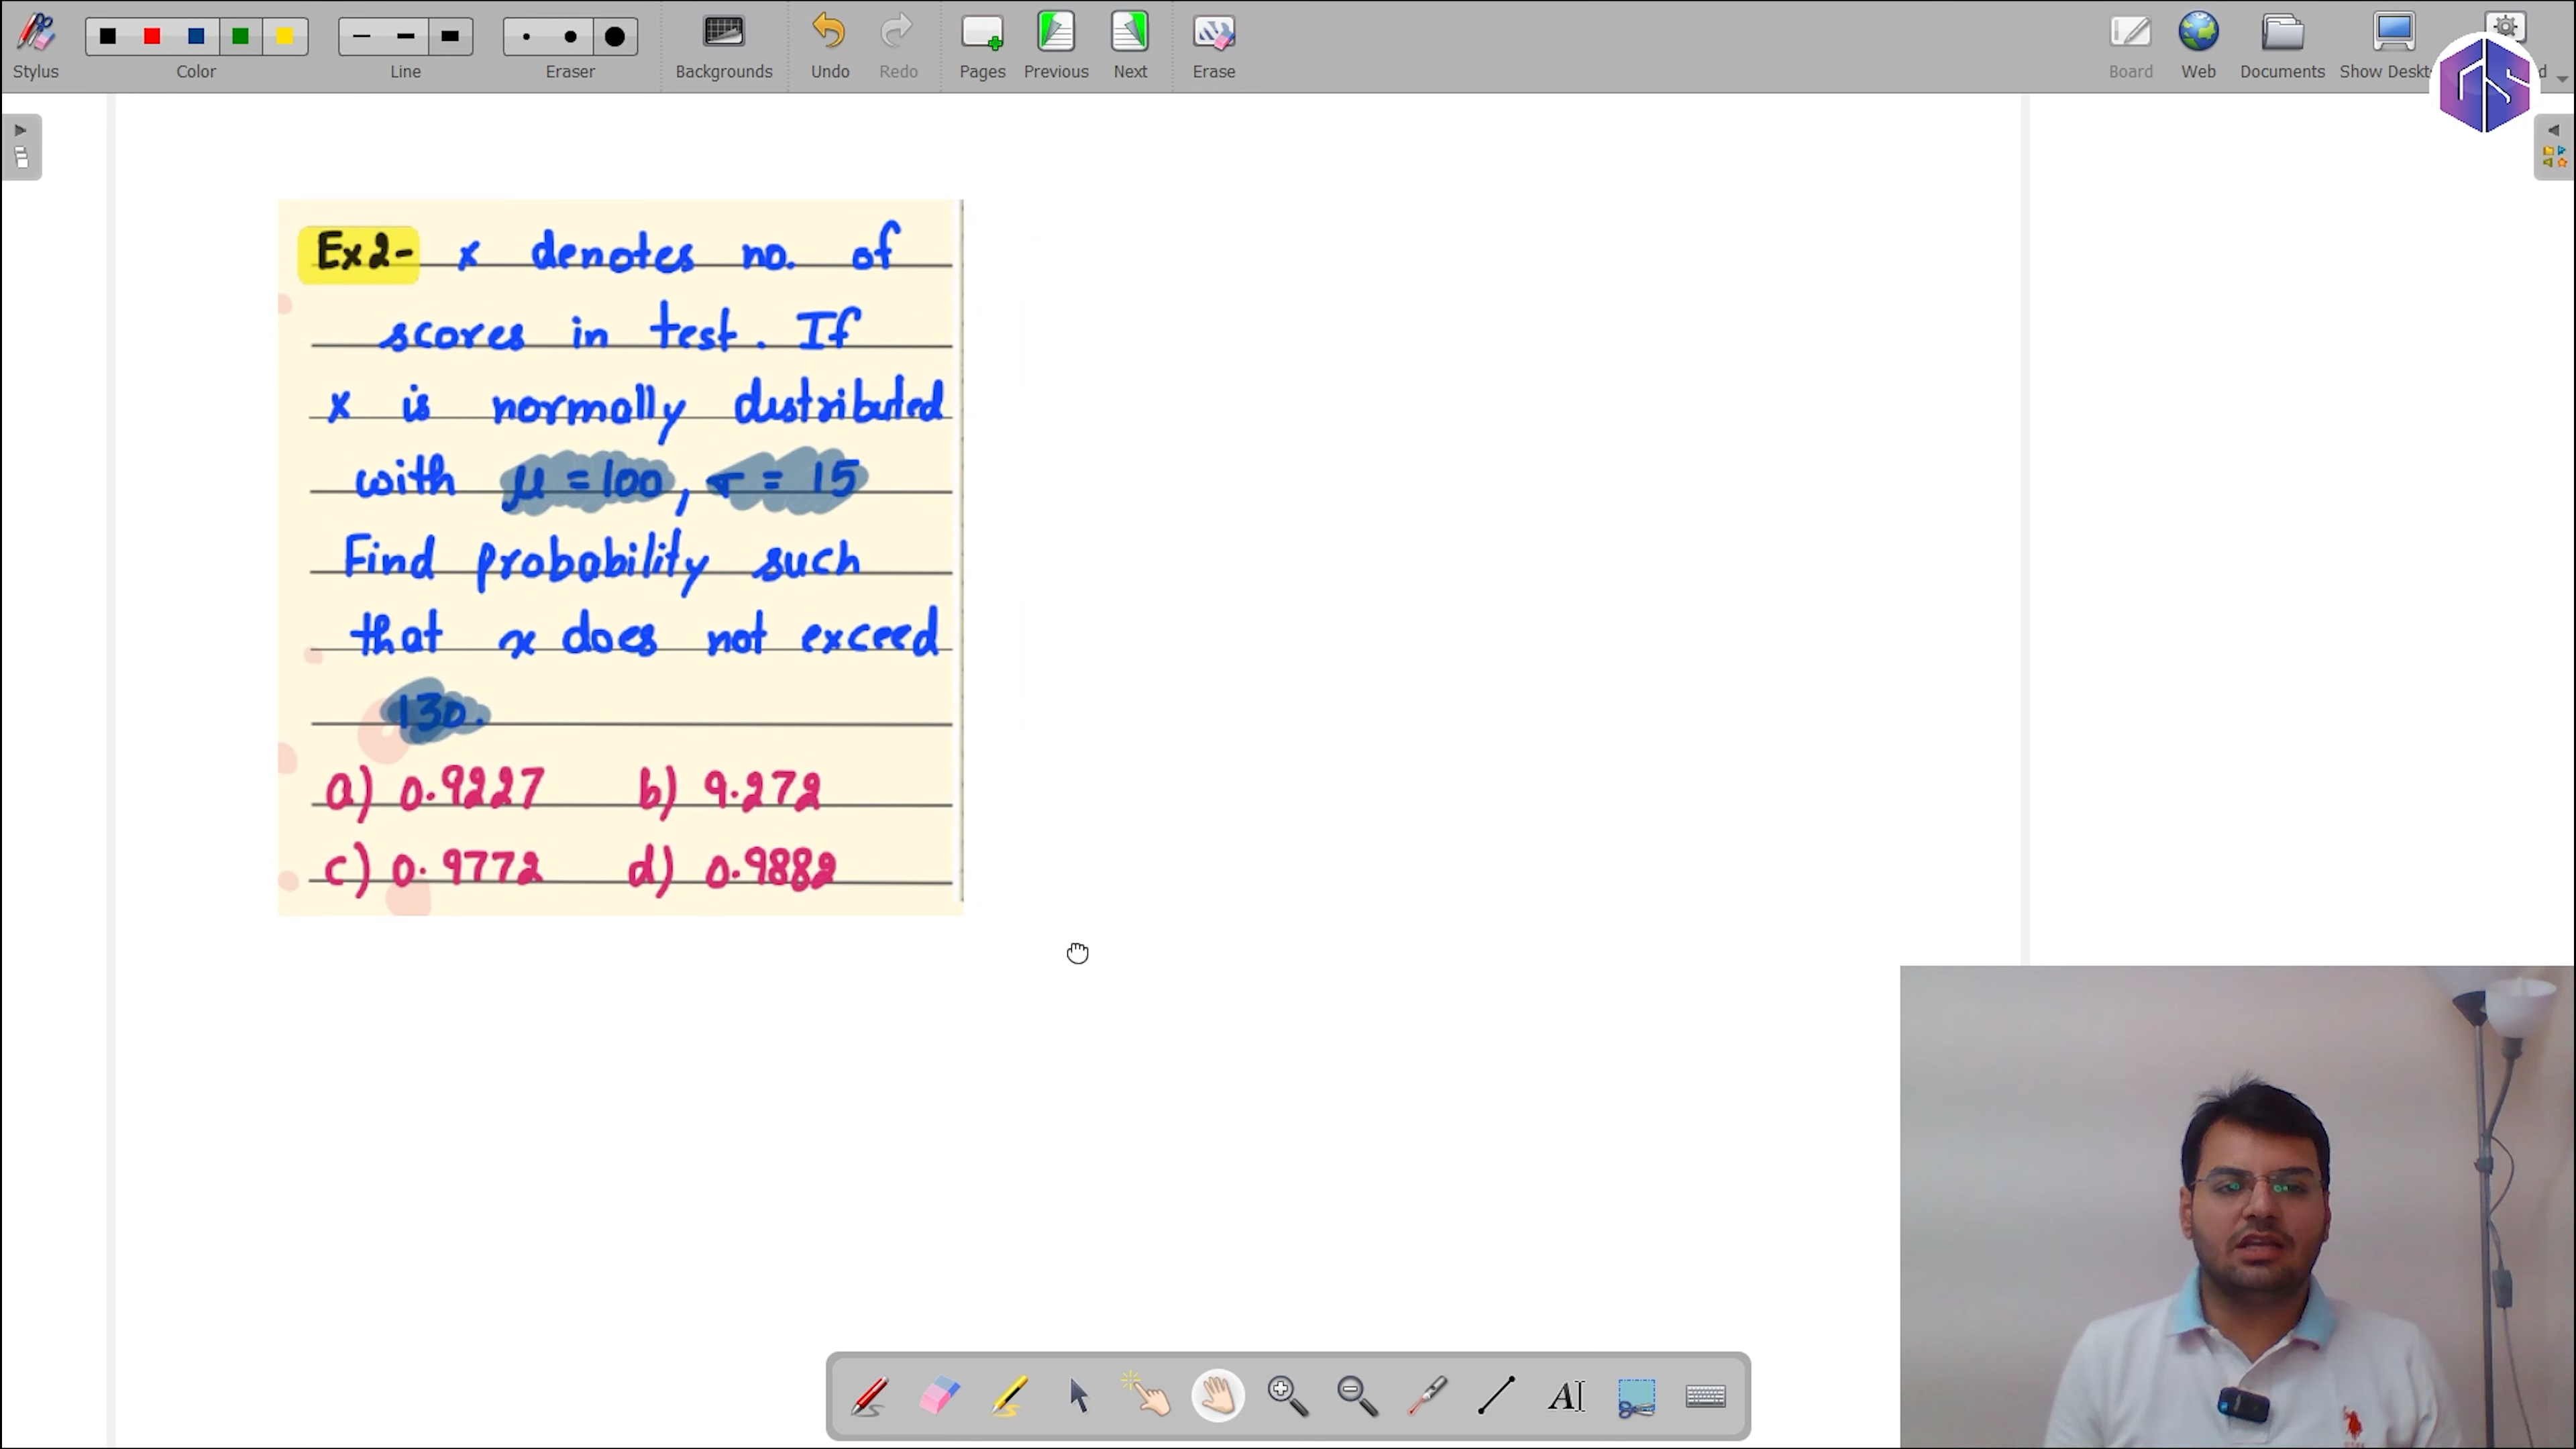 Stylus
Color
Line
Eraser
Backgrounds
Undo
Redo
Pages
Previous
Next
Erase
Board
Web
Documents
Show
Ex2- x denotes no. of
scores in test. If
x is normally distributed
with μ = 100, σ = 15
Find probability such
that x does not exceed
130.
a) 0.9227 b) 9.272
c) 0.9772 d) 0.9882